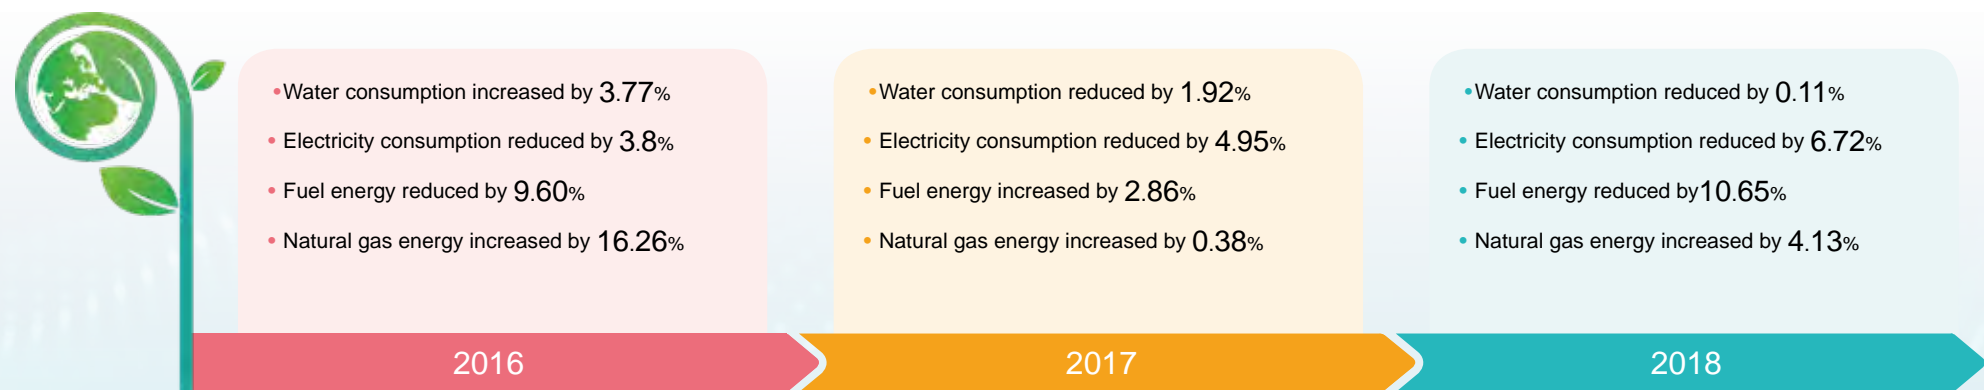 •Water consumption increased by 3.77%
• Electricity consumption reduced by 3.8%
• Fuel energy reduced by 9.60%
• Natural gas energy increased by 16.26%
2016
•Water consumption reduced by 1.92%
• Electricity consumption reduced by 4.95%
• Fuel energy increased by 2.86%
• Natural gas energy increased by 0.38%
2017
•Water consumption reduced by 0.11%
• Electricity consumption reduced by 6.72%
• Fuel energy reduced by10.65%
• Natural gas energy increased by 4.13%
2018